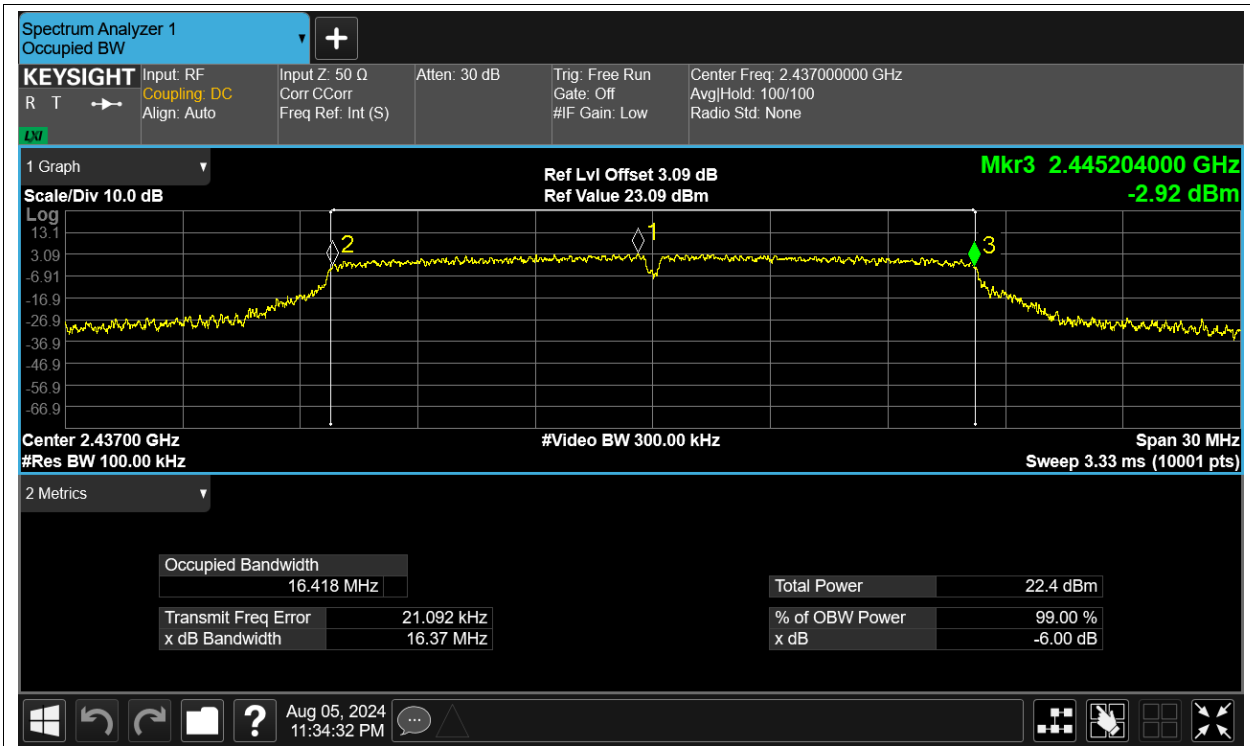 Spectrum Analyzer 1
Occupied BW
KEYSIGHT
R T
LXI
Input: RF
Coupling: DC
Align: Auto
Input Z: 50 Ω
Corr CCorr
Freq Ref: Int (S)
Atten: 30 dB
Trig: Free Run
Gate: Off
#IF Gain: Low
Center Freq: 2.437000000 GHz
Avg|Hold: 100/100
Radio Std: None
1 Graph
Scale/Div 10.0 dB
Ref Lvl Offset 3.09 dB
Ref Value 23.09 dBm
Mkr3 2.445204000 GHz
-2.92 dBm
Log
13.1
3.09
-6.91
-16.9
-26.9
-36.9
-46.9
-56.9
-66.9
2
1
3
Center 2.43700 GHz
#Res BW 100.00 kHz
#Video BW 300.00 kHz
Span 30 MHz
Sweep 3.33 ms (10001 pts)
2 Metrics
Occupied Bandwidth
16.418 MHz
Transmit Freq Error 21.092 kHz
x dB Bandwidth 16.37 MHz
Total Power 22.4 dBm
% of OBW Power 99.00 %
x dB -6.00 dB
?
Aug 05, 2024
11:34:32 PM